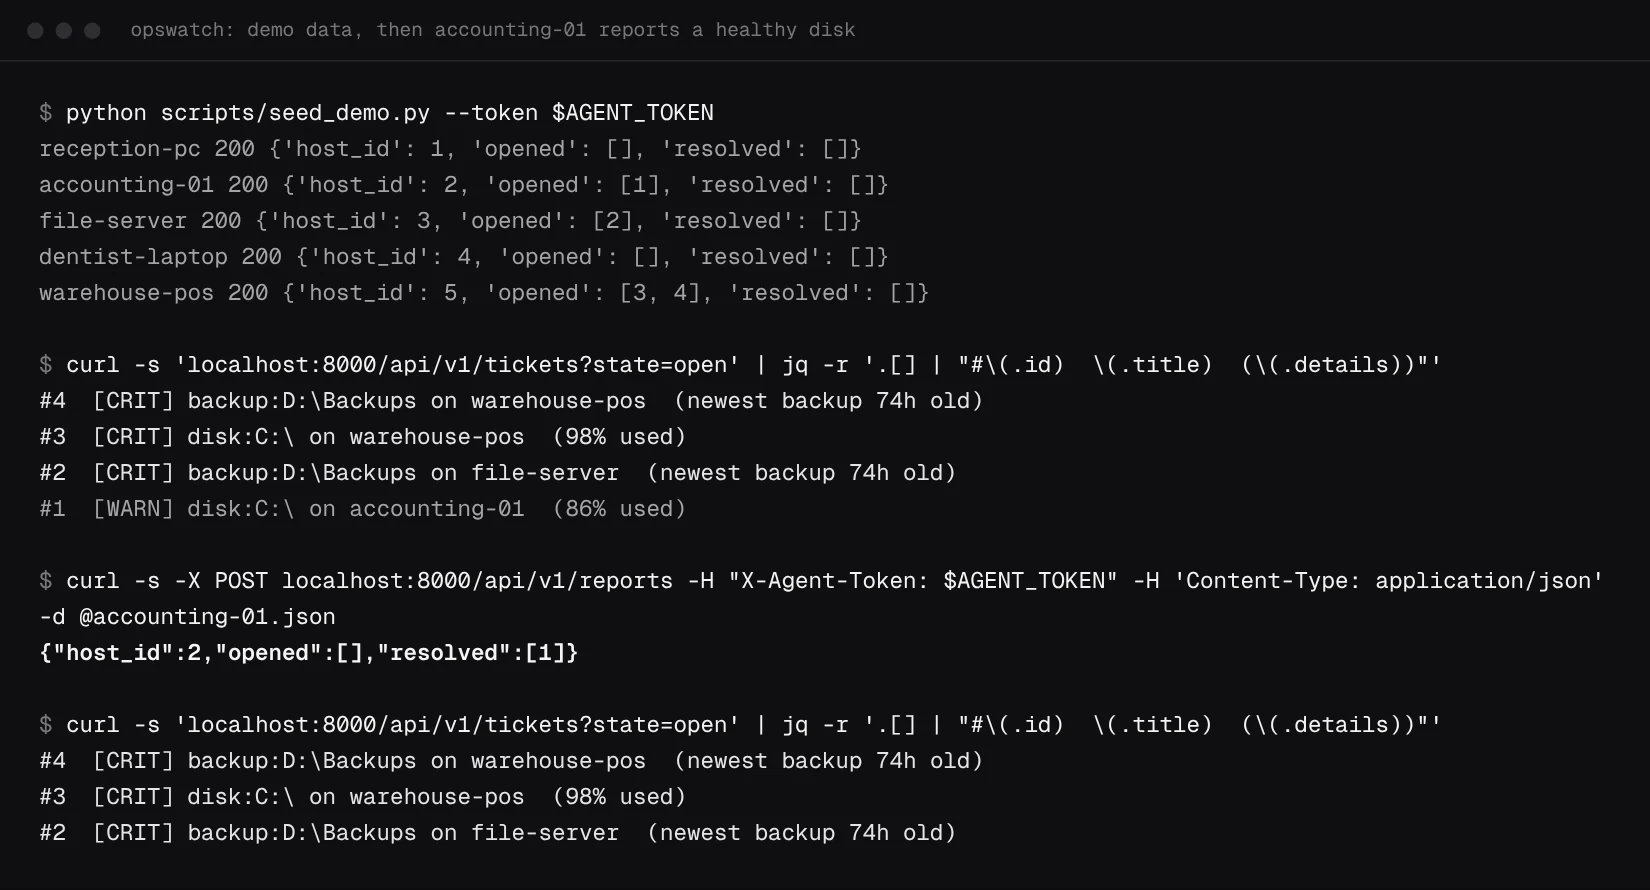 opswatch: demo data, then accounting-01 reports a healthy disk
$ python scripts/seed_demo.py --token $AGENT_TOKEN
reception-pc 200 {'host_id': 1, 'opened': [], 'resolved': []}
accounting-01 200 {'host_id': 2, 'opened': [1], 'resolved': []}
file-server 200 {'host_id': 3, 'opened': [2], 'resolved': []}
dentist-laptop 200 {'host_id': 4, 'opened': [], 'resolved': []}
warehouse-pos 200 {'host_id': 5, 'opened': [3, 4], 'resolved': []}
$ curl -s 'localhost:8000/api/v1/tickets?state=open' | jq -r '.[] | "#\(.id)  \(.title)  (\(.details))"'
#4  [CRIT] backup:D:\Backups on warehouse-pos  (newest backup 74h old)
#3  [CRIT] disk:C:\ on warehouse-pos  (98% used)
#2  [CRIT] backup:D:\Backups on file-server  (newest backup 74h old)
#1  [WARN] disk:C:\ on accounting-01  (86% used)
$ curl -s -X POST localhost:8000/api/v1/reports -H "X-Agent-Token: $AGENT_TOKEN" -H 'Content-Type: application/json'
-d @accounting-01.json
{"host_id":2,"opened":[],"resolved":[1]}
$ curl -s 'localhost:8000/api/v1/tickets?state=open' | jq -r '.[] | "#\(.id)  \(.title)  (\(.details))"'
#4  [CRIT] backup:D:\Backups on warehouse-pos  (newest backup 74h old)
#3  [CRIT] disk:C:\ on warehouse-pos  (98% used)
#2  [CRIT] backup:D:\Backups on file-server  (newest backup 74h old)